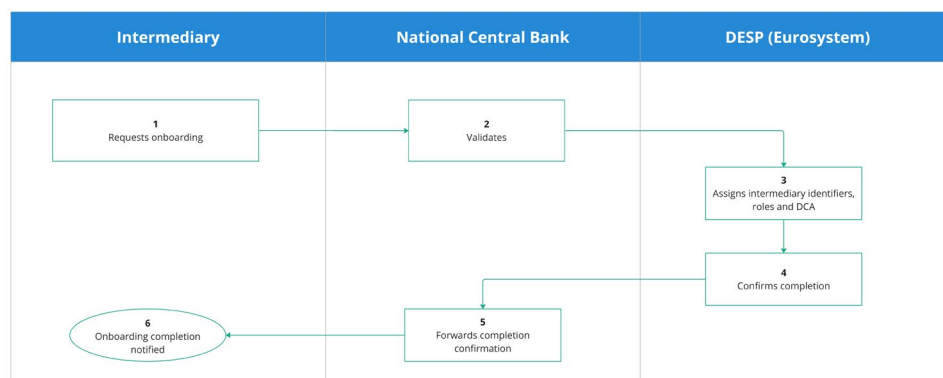 Intermediary
National Central Bank
DESP (Eurosystem)
1
Requests onboarding
2
Validates
3
Assigns intermediary identifiers,
roles and DCA
4
Confirms completion
5
Forwards completion
confirmation
6
Onboarding completion
notified